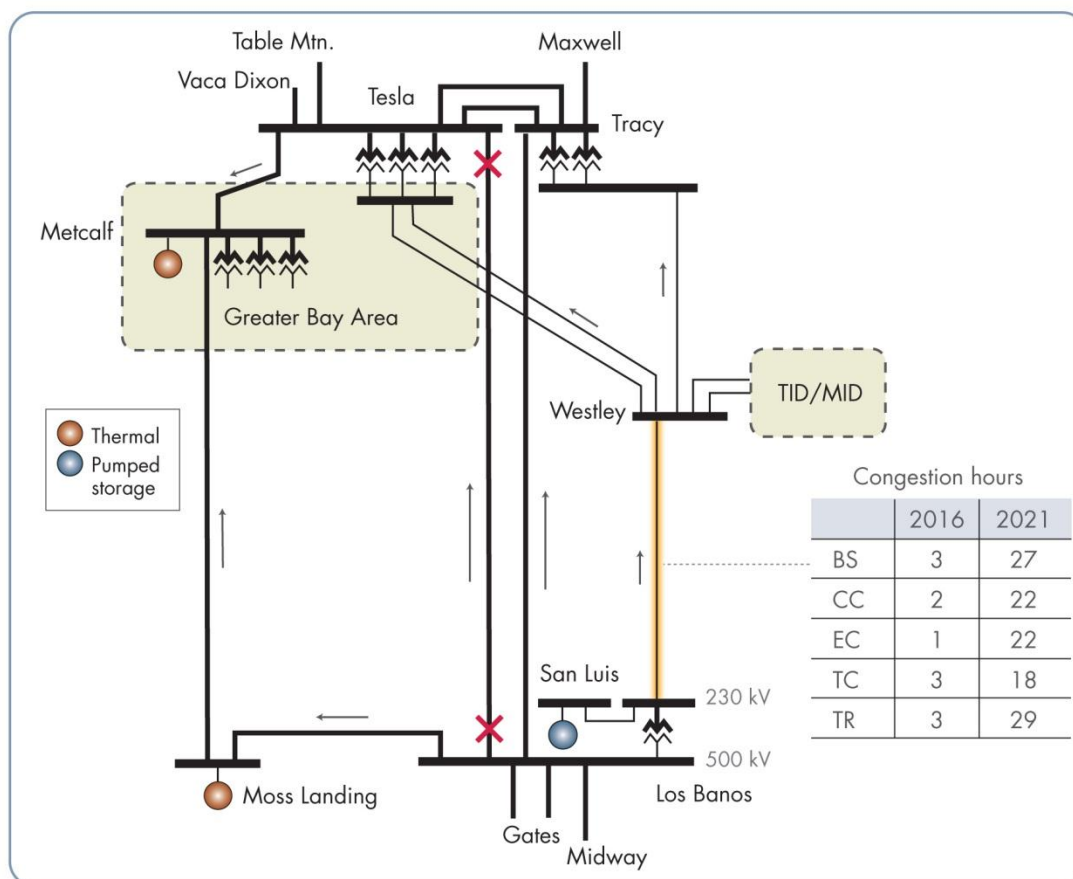 Table Mtn.
Maxwell
Vaca Dixon
Tesla
Tracy
Metcalf
Greater Bay Area
Thermal
Pumped
storage
Westley
TID/MID
Congestion hours
2016 2021
BS 3 27
CC 2 22
EC 1 22
TC 3 18
TR 3 29
San Luis
230 kV
500 kV
Moss Landing
Los Banos
Gates
Midway